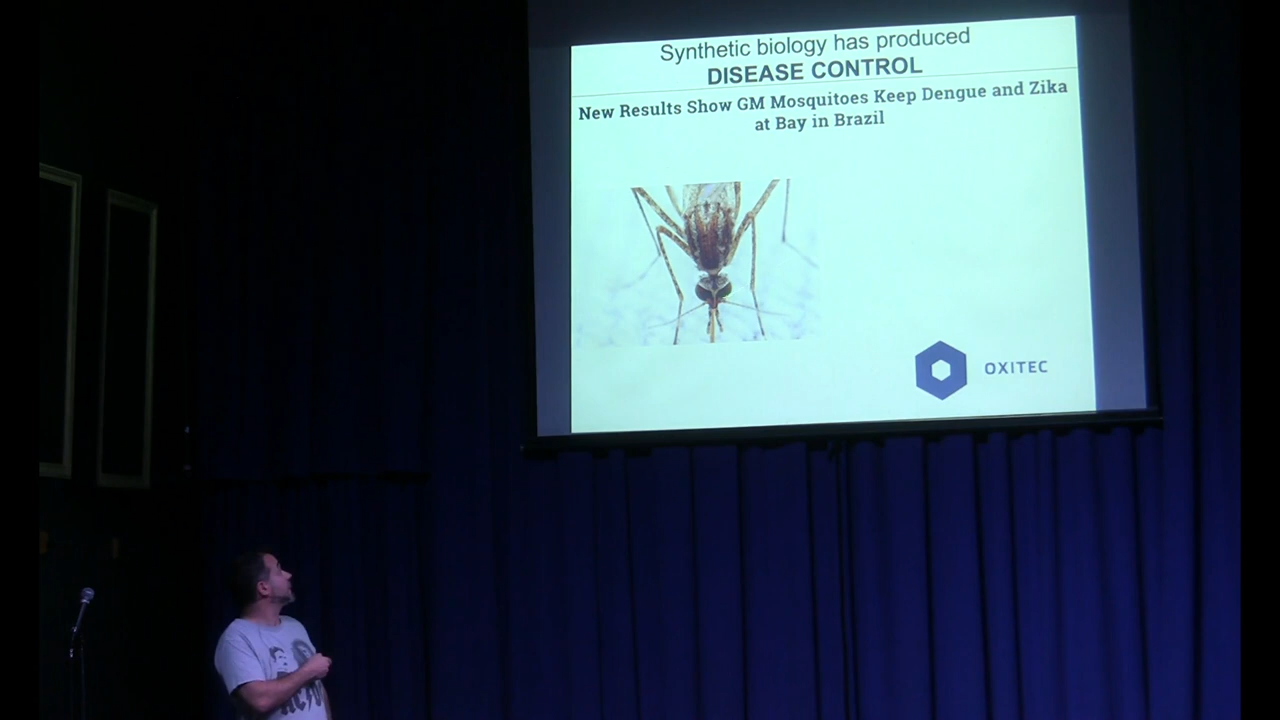 Synthetic biology has produced
DISEASE CONTROL
New Results Show GM Mosquitoes Keep Dengue and Zika
at Bay in Brazil
OXITEC